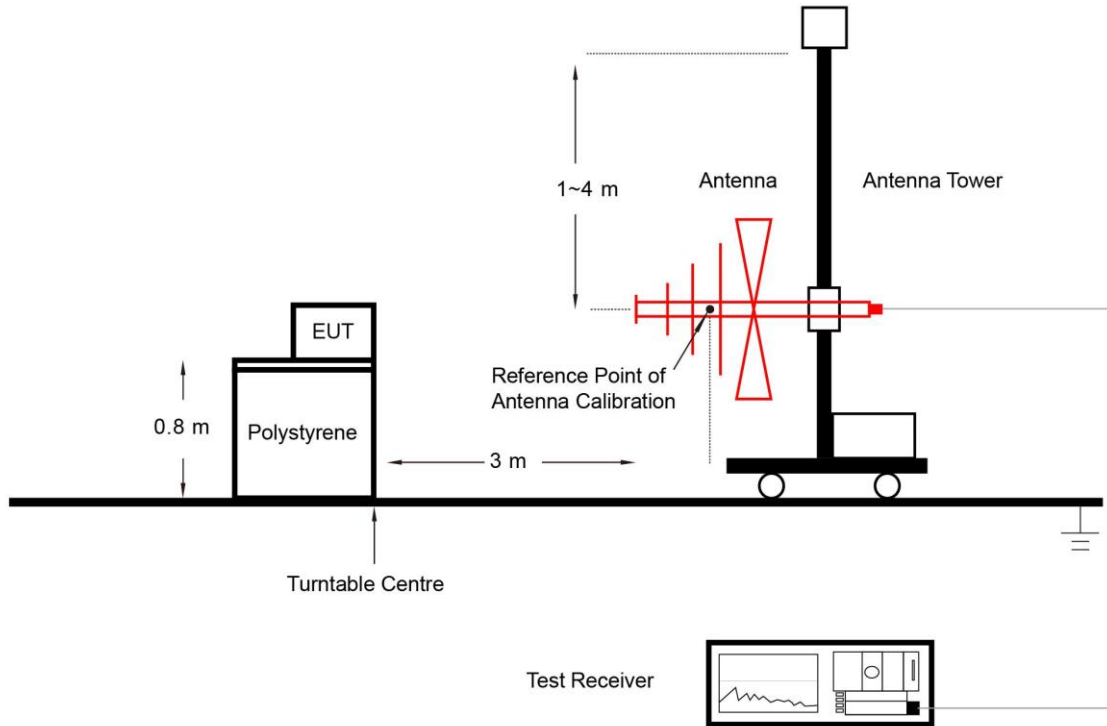 1~4 m
Antenna
Antenna Tower
EUT
Reference Point of
Antenna Calibration
0.8 m
Polystyrene
3 m
Turntable Centre
Test Receiver